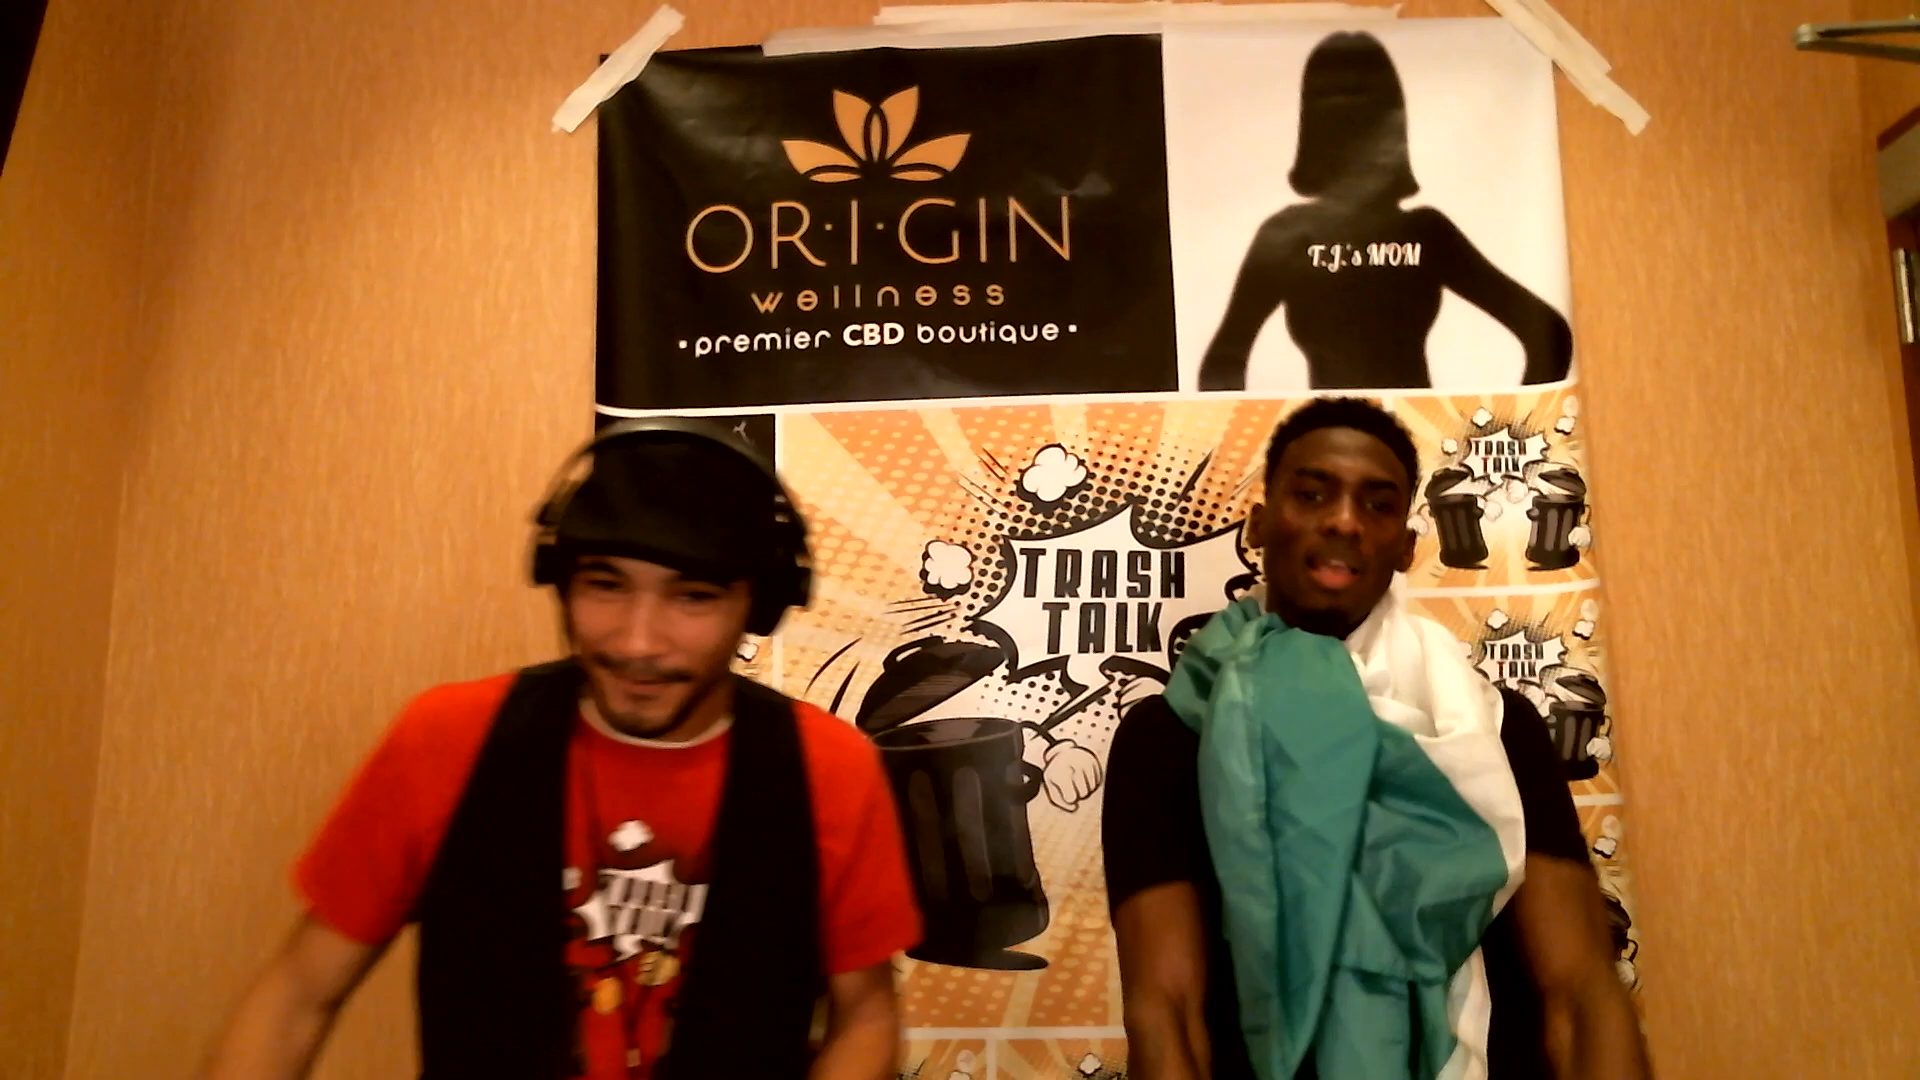 OR·I·GIN
wellness
·premier CBD boutique·
T.J.'s MOM
TRASH
TALK
TRASH
TALK
TRASH
TALK